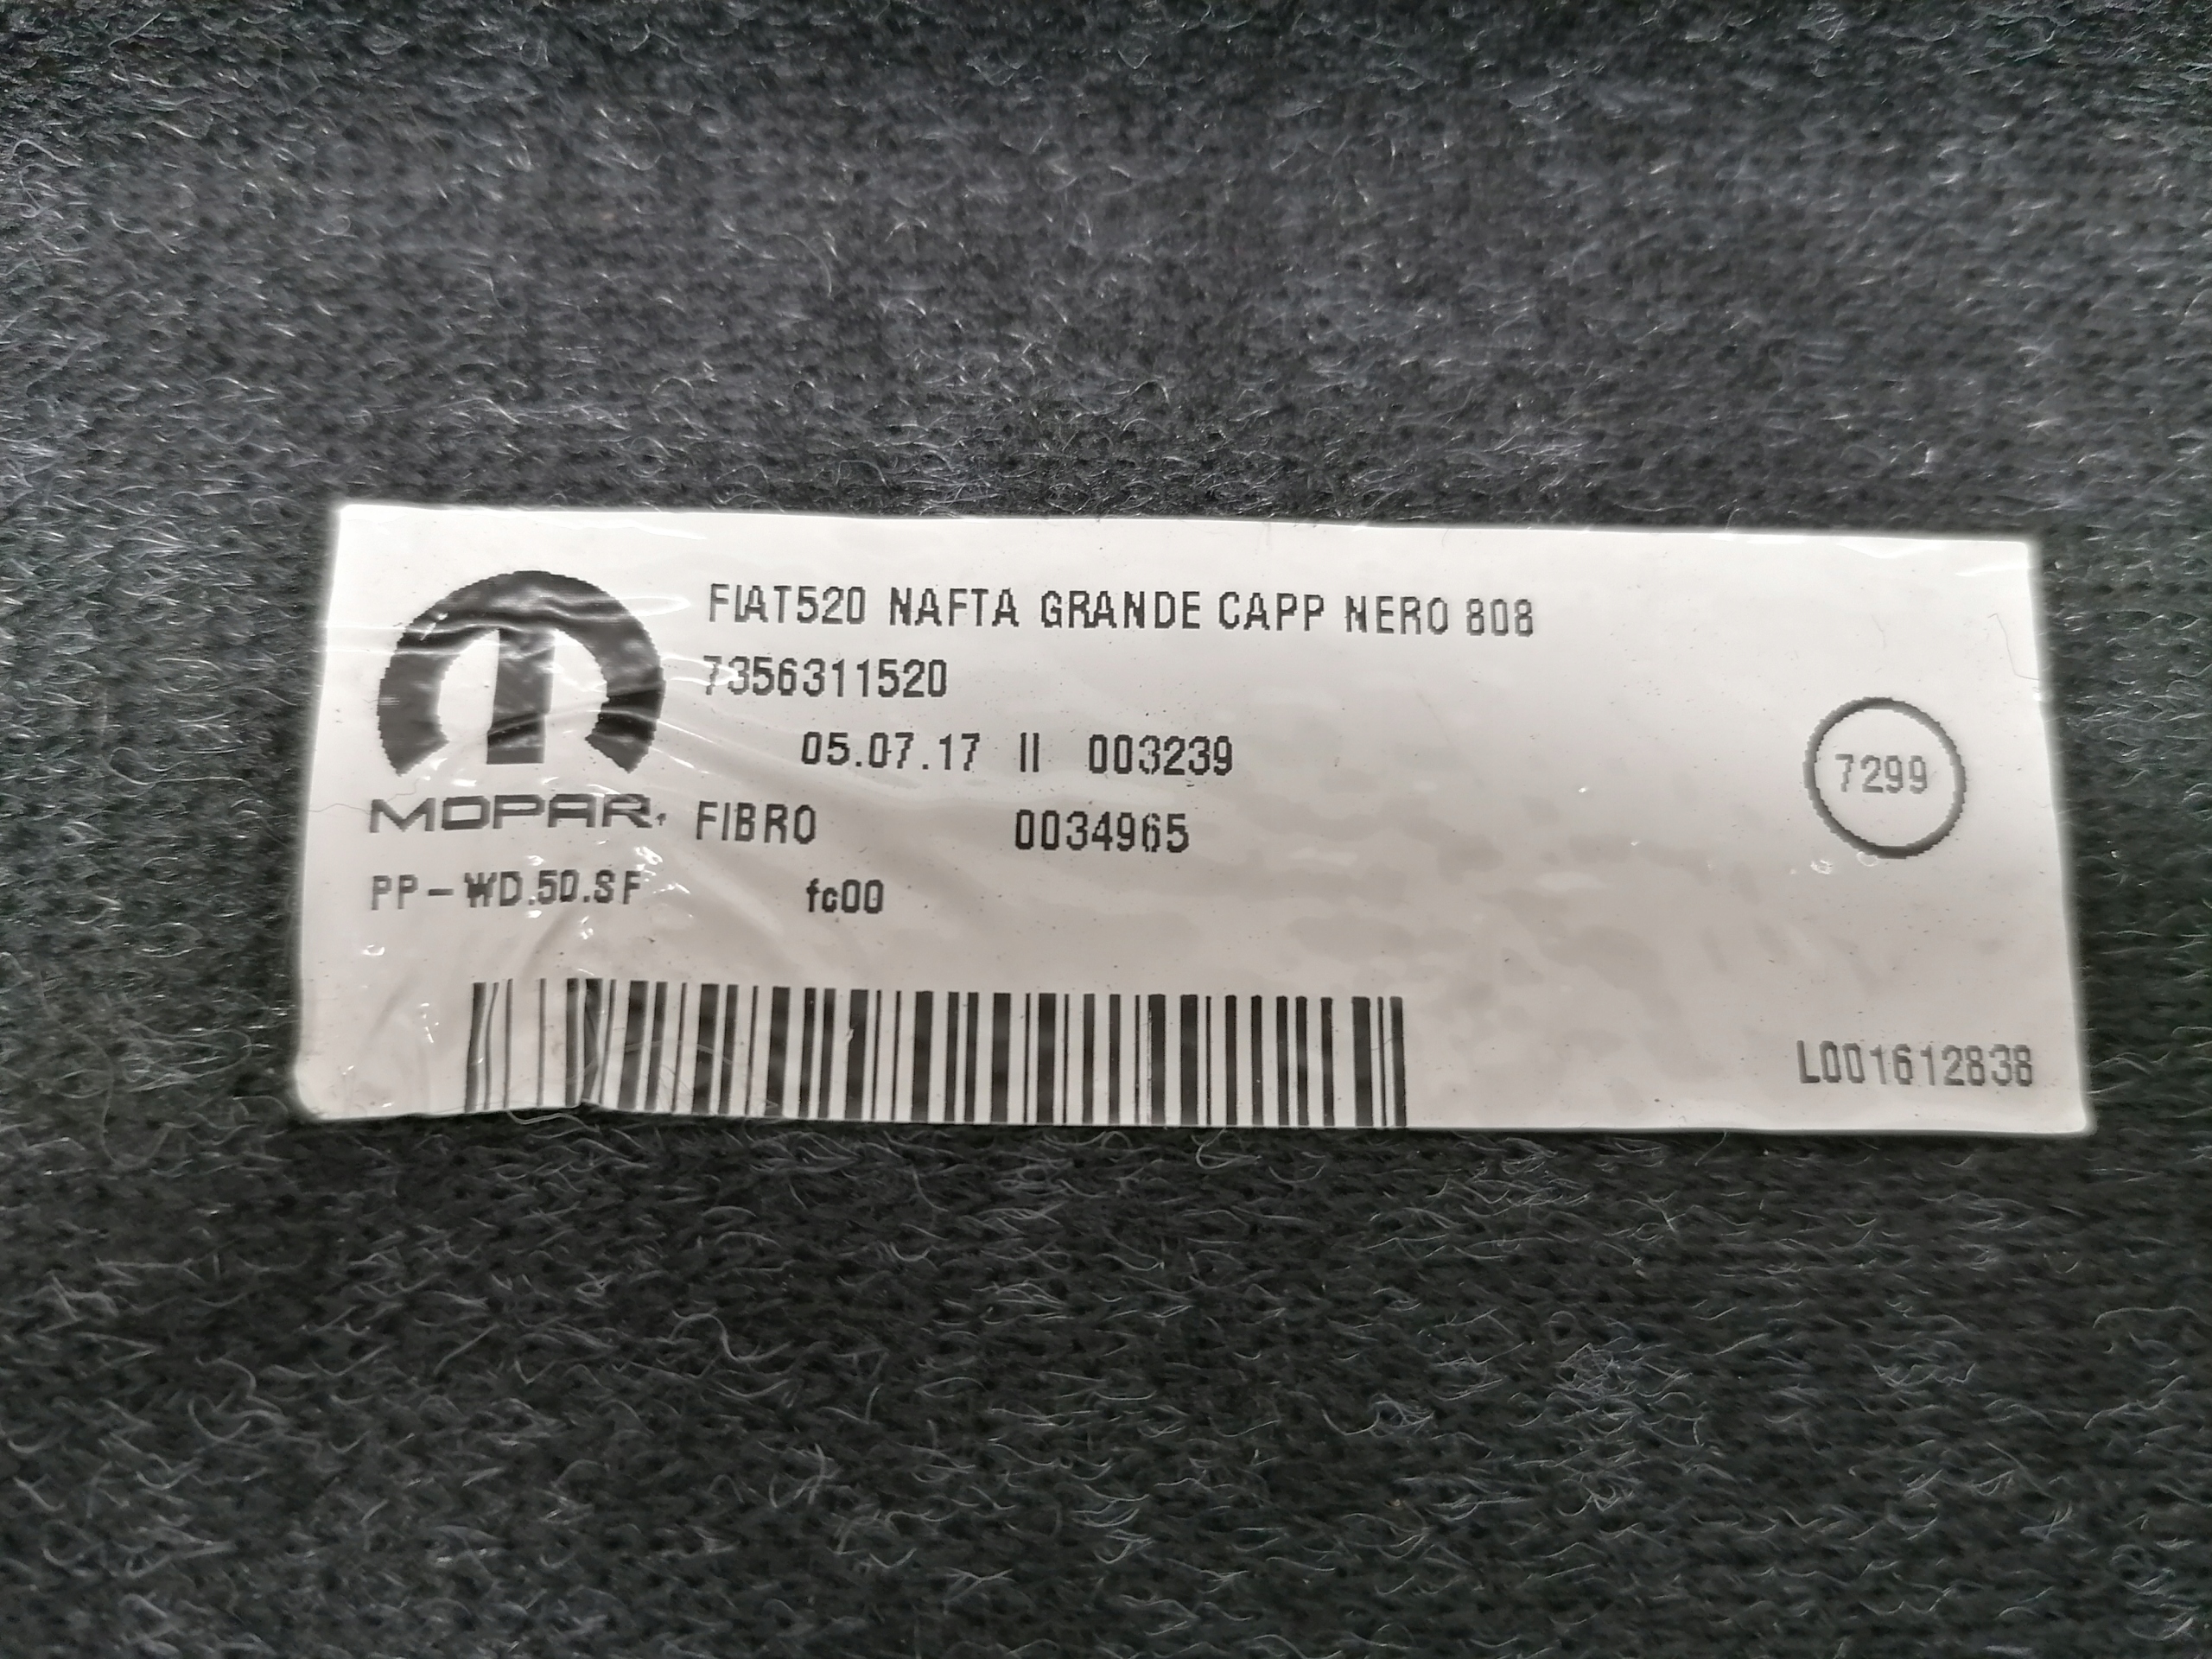 FIAT520 NAFTA GRANDE CAPP NERO 808
7356311520
05.07.17 II 003239
7299
MOPAR
FIBRO 0034965
PP-WD.50.SF fc00
L001612838